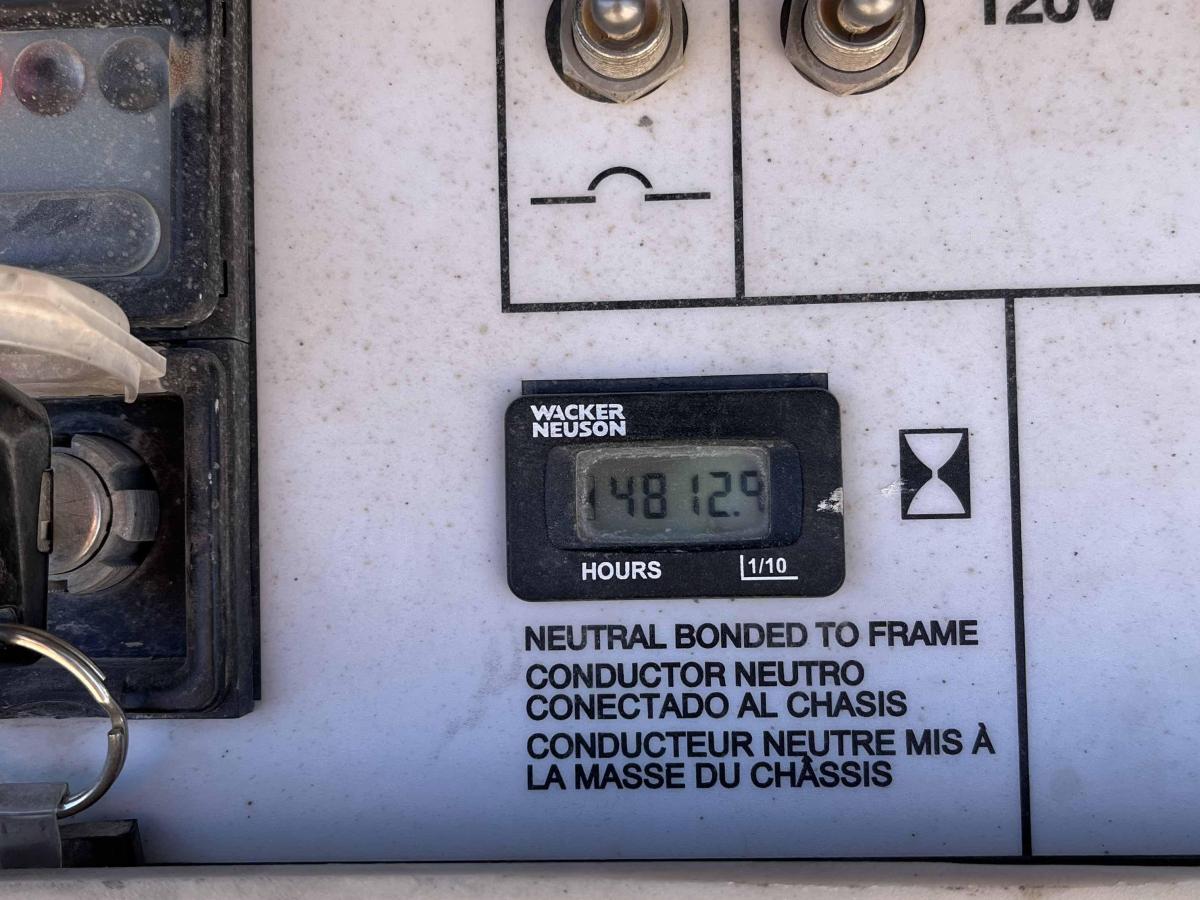 120V
WACKER
NEUSON
14812.9
HOURS
1/10
NEUTRAL BONDED TO FRAME
CONDUCTOR NEUTRO
CONECTADO AL CHASIS
CONDUCTEUR NEUTRE MIS À
LA MASSE DU CHÂSSIS